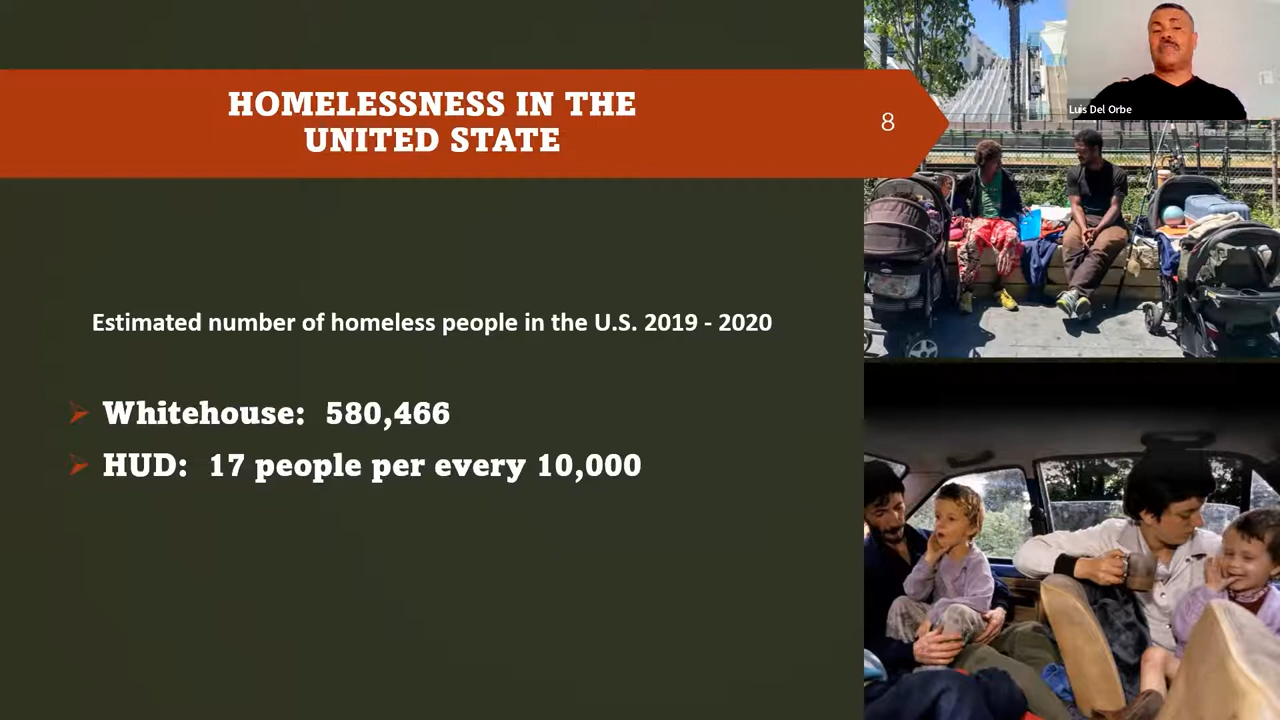 HOMELESSNESS IN THE
UNITED STATE
8
Luis Del Orbe
Estimated number of homeless people in the U.S. 2019 - 2020
Whitehouse: 580,466
HUD: 17 people per every 10,000